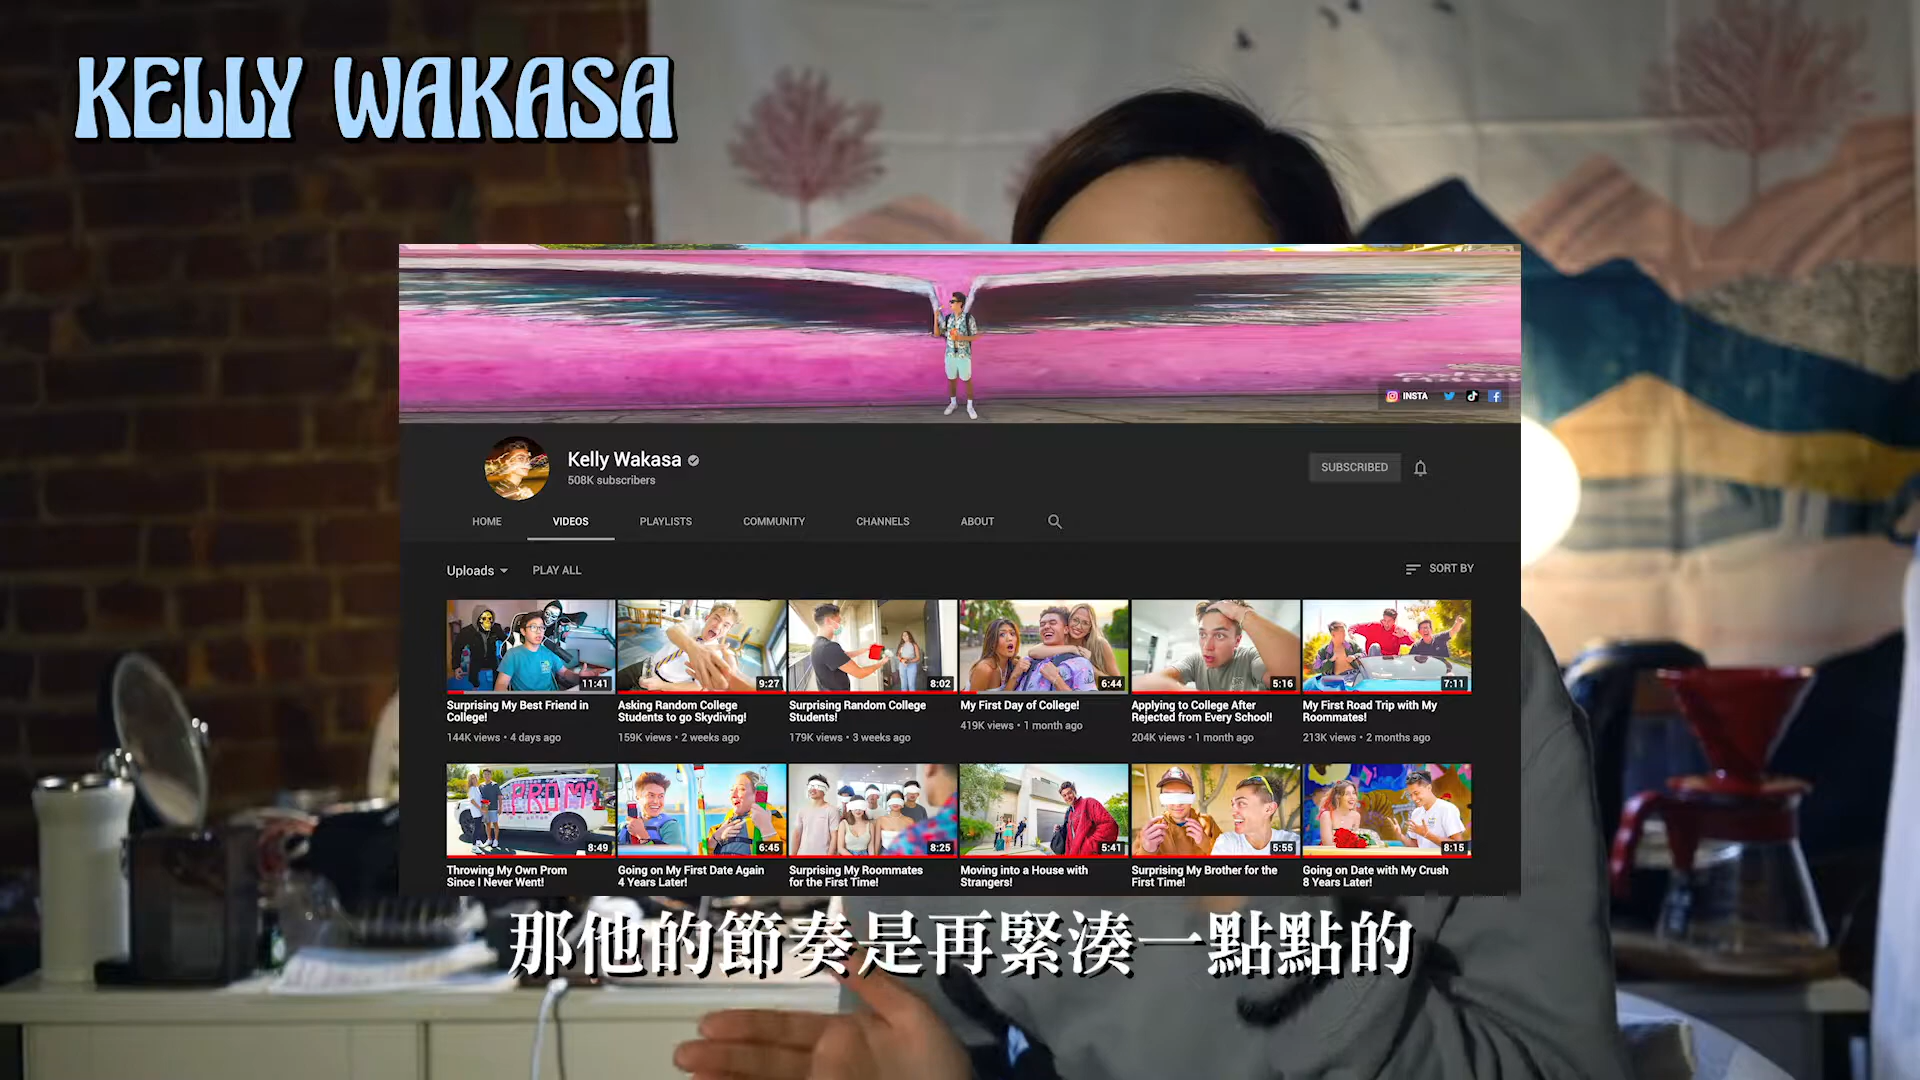 KELLY WAKASA
INSTA
Kelly Wakasa
508K subscribers
SUBSCRIBED
HOME
VIDEOS
PLAYLISTS
COMMUNITY
CHANNELS
ABOUT
Uploads
PLAY ALL
SORT BY
11:41
9:27
8:02
6:44
5:16
7:11
Surprising My Best Friend in
College!
144K views • 4 days ago
Asking Random College
Students to go Skydiving!
159K views • 2 weeks ago
Surprising Random College
Students!
179K views • 3 weeks ago
My First Day of College!
419K views • 1 month ago
Applying to College After
Rejected from Every School!
204K views • 1 month ago
My First Road Trip with My
Roommates!
213K views • 2 months ago
PROM?
8:49
6:45
8:25
5:41
5:55
8:15
Throwing My Own Prom
Since I Never Went!
Going on My First Date Again
4 Years Later!
Surprising My Roommates
for the First Time!
Moving into a House with
Strangers!
Surprising My Brother for the
First Time!
Going on Date with My Crush
8 Years Later!
那他的節奏是再緊湊一點點的